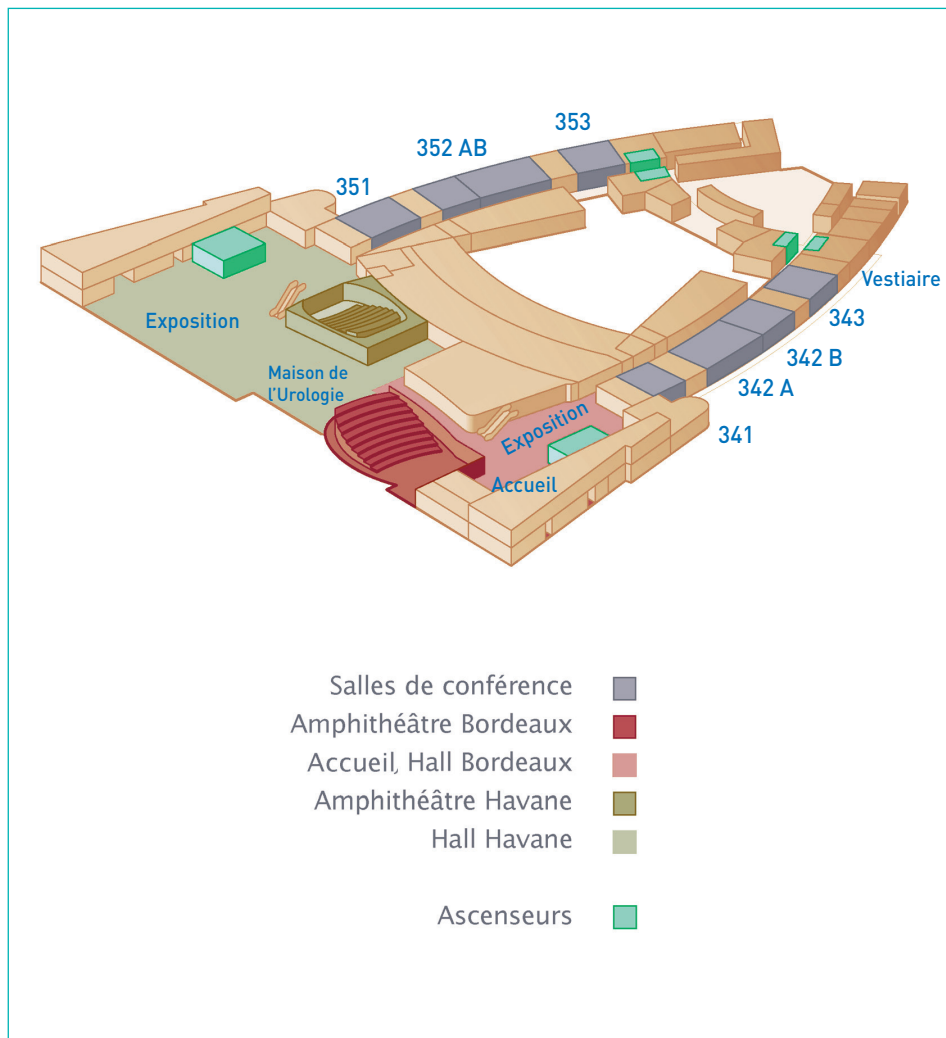 353
352 AB
351
Vestiaire
Exposition
343
342 B
Maison de
l'Urologie
342 A
Exposition
341
Accueil
Salles de conférence
Amphithéâtre Bordeaux
Accueil, Hall Bordeaux
Amphithéâtre Havane
Hall Havane
Ascenseurs